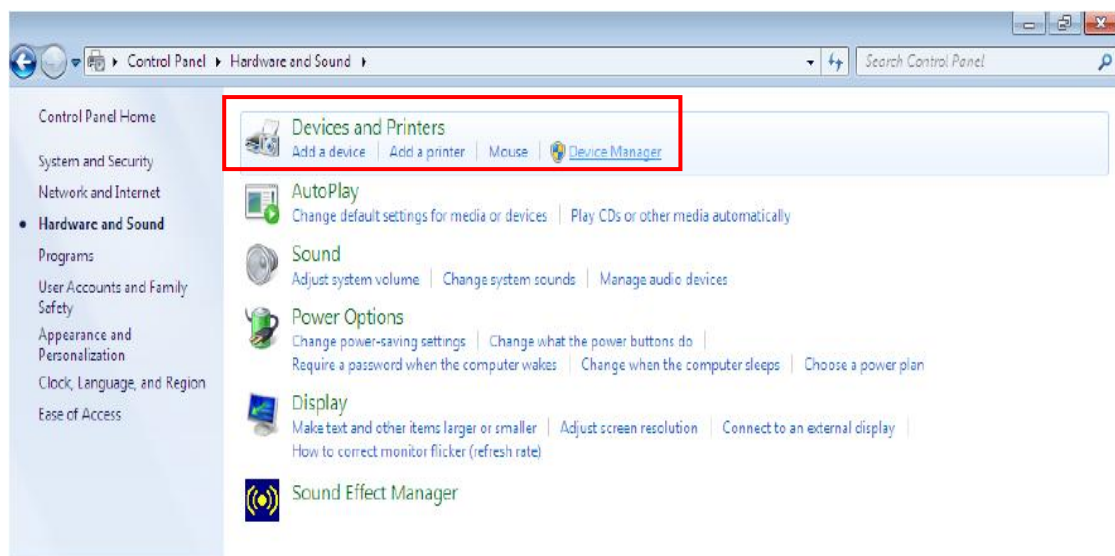 Control Panel ▸ Hardware and Sound ▸
Search Control Panel
Control Panel Home
System and Security
Network and Internet
Hardware and Sound
Programs
User Accounts and Family
Safety
Appearance and
Personalization
Clock, Language, and Region
Ease of Access
Devices and Printers
Add a device | Add a printer | Mouse | Device Manager
AutoPlay
Change default settings for media or devices | Play CDs or other media automatically
Sound
Adjust system volume | Change system sounds | Manage audio devices
Power Options
Change power-saving settings | Change what the power buttons do |
Require a password when the computer wakes | Change when the computer sleeps | Choose a power plan
Display
Make text and other items larger or smaller | Adjust screen resolution | Connect to an external display |
How to correct monitor flicker (refresh rate)
Sound Effect Manager